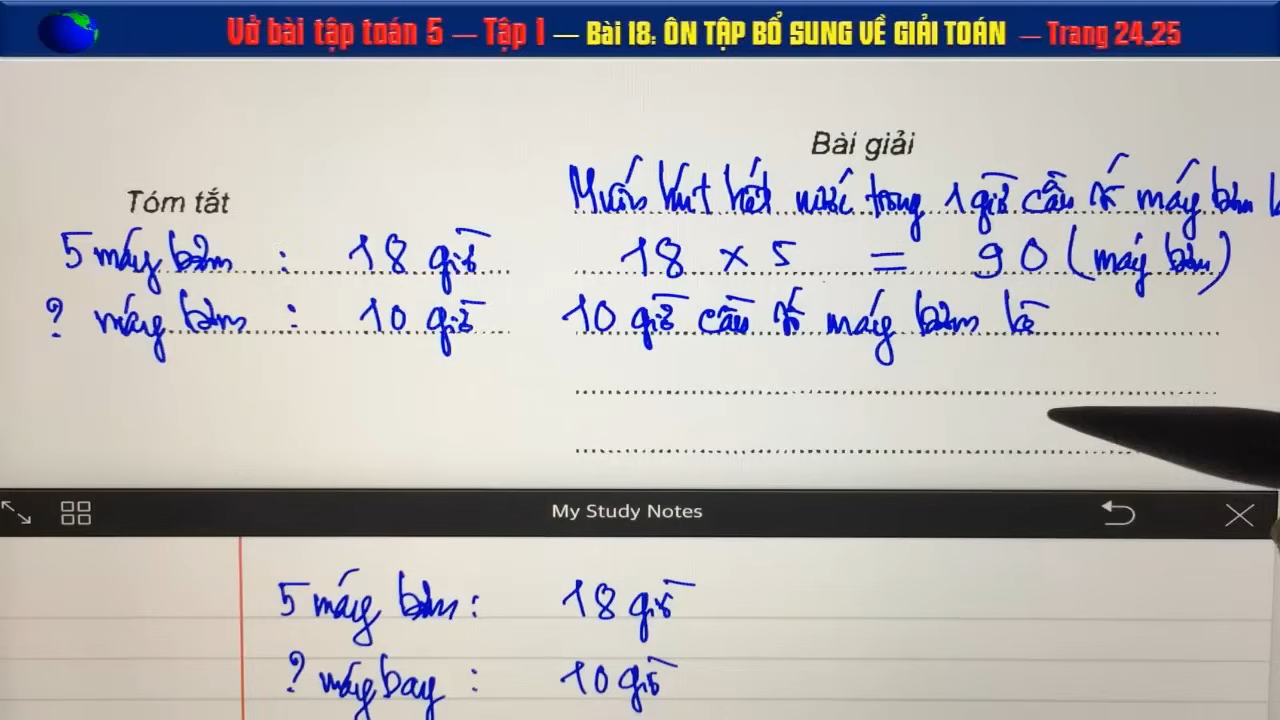 Vở bài tập toán 5 – Tập 1 – Bài 18: ÔN TẬP BỔ SUNG VỀ GIẢI TOÁN – Trang 24,25
Tóm tắt
5 máy bơm : 18 giờ
? máy bơm : 10 giờ
Bài giải
Muốn hút hết nước trong 1 giờ cần số máy bơm
18 x 5 = 90 (máy bơm)
10 giờ cần số máy bơm là
My Study Notes
5 máy bơm : 18 giờ
? máy bay : 10 giờ